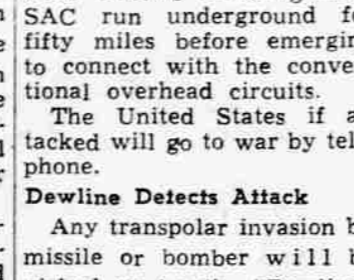 SAC run underground f
fifty miles before emergin
to connect with the conve
tional overhead circuits.
The United States if a
tacked will go to war by tel
phone.
Dewline Detects Attack
Any transpolar invasion b
missile or bomber will b